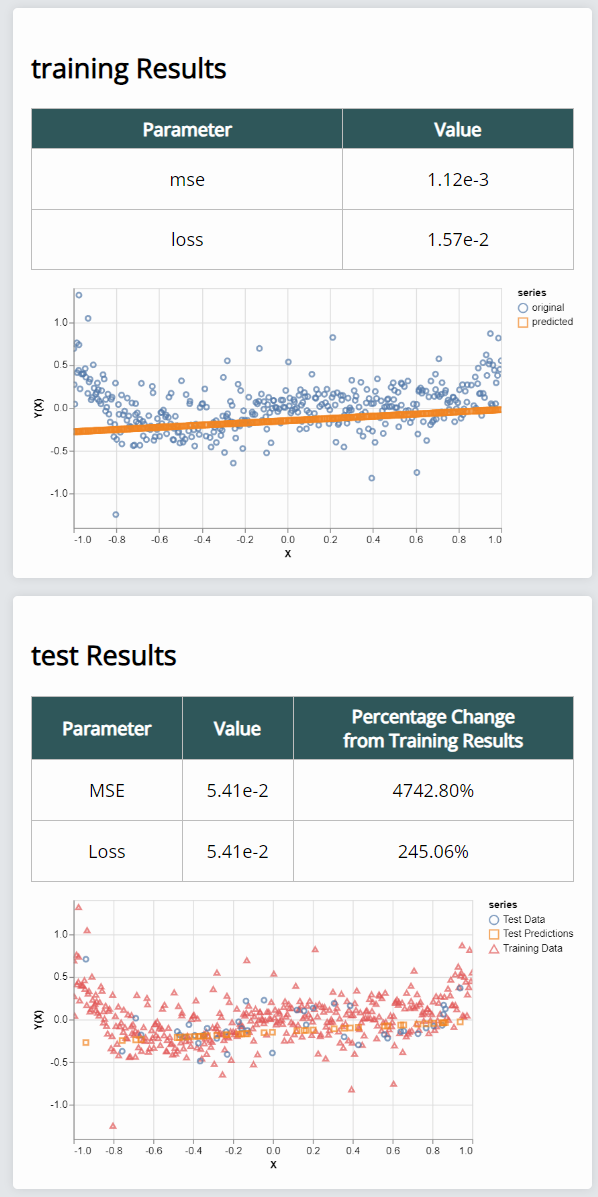 training Results
Parameter Value
mse 1.12e-3
loss 1.57e-2
series
original
predicted
1.0
0.5
0.0
-0.5
-1.0
Y(X)
-1.0 -0.8 -0.6 -0.4 -0.2 0.0 0.2 0.4 0.6 0.8 1.0
X
test Results
Parameter Value Percentage Change
from Training Results
MSE 5.41e-2 4742.80%
Loss 5.41e-2 245.06%
series
Test Data
Test Predictions
Training Data
1.0
0.5
0.0
-0.5
-1.0
Y(X)
-1.0 -0.8 -0.6 -0.4 -0.2 0.0 0.2 0.4 0.6 0.8 1.0
X